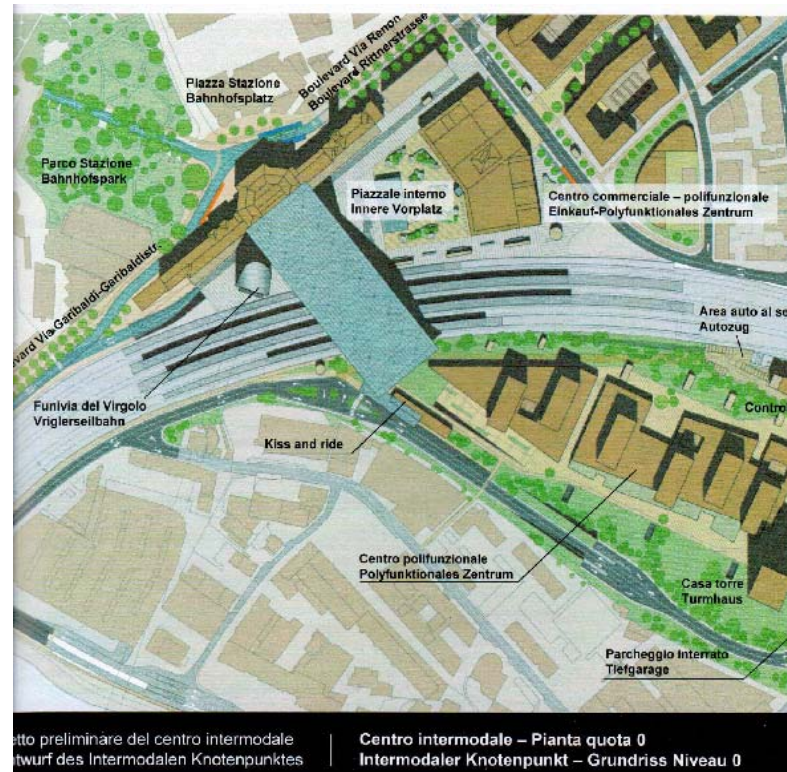 Boulevard Via Renon
Boulevard Rittnerstrasse
Piazza Stazione
Bahnhofsplatz
Parco Stazione
Bahnhofspark
Piazzale interno
Innere Vorplatz
Centro commerciale – polifunzionale
Einkauf-Polyfunktionales Zentrum
evard Via Garibaldi-Garibaldistr.
Area auto al se
Autozug
Funivia del Virgolo
Vriglerseilbahn
Contro
Kiss and ride
Centro polifunzionale
Polyfunktionales Zentrum
Casa torre
Turmhaus
Parcheggio interrato
Tiefgarage
etto preliminare del centro intermodale
ntwurf des Intermodalen Knotenpunktes
Centro intermodale – Pianta quota 0
Intermodaler Knotenpunkt – Grundriss Niveau 0